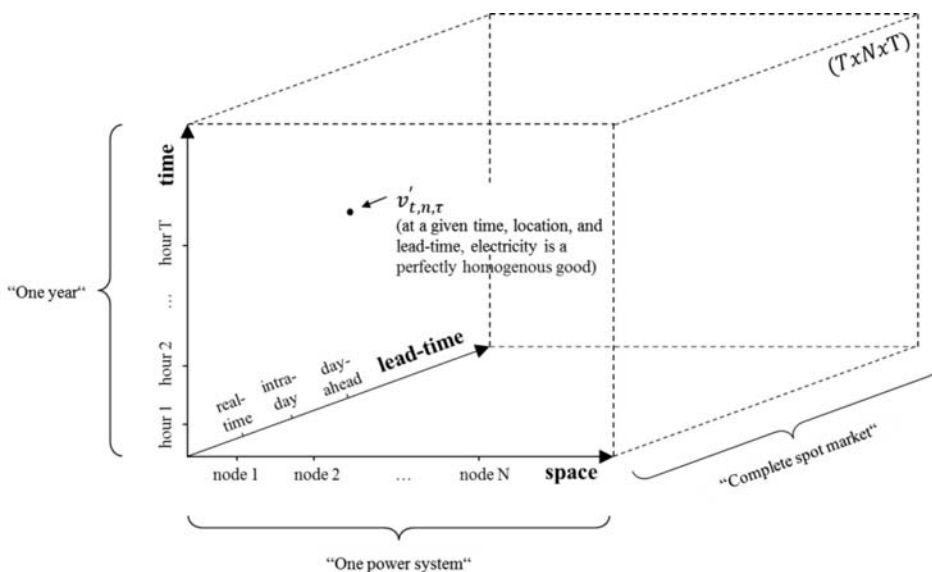 (TxNxT)
time
v′t,n,τ
(at a given time, location, and
lead-time, electricity is a
perfectly homogenous good)
hour T
“One year“
...
lead-time
hour 2
day-
ahead
intra-
day
real-
time
hour 1
“Complete spot market“
node 1
node 2
...
node N
space
“One power system“